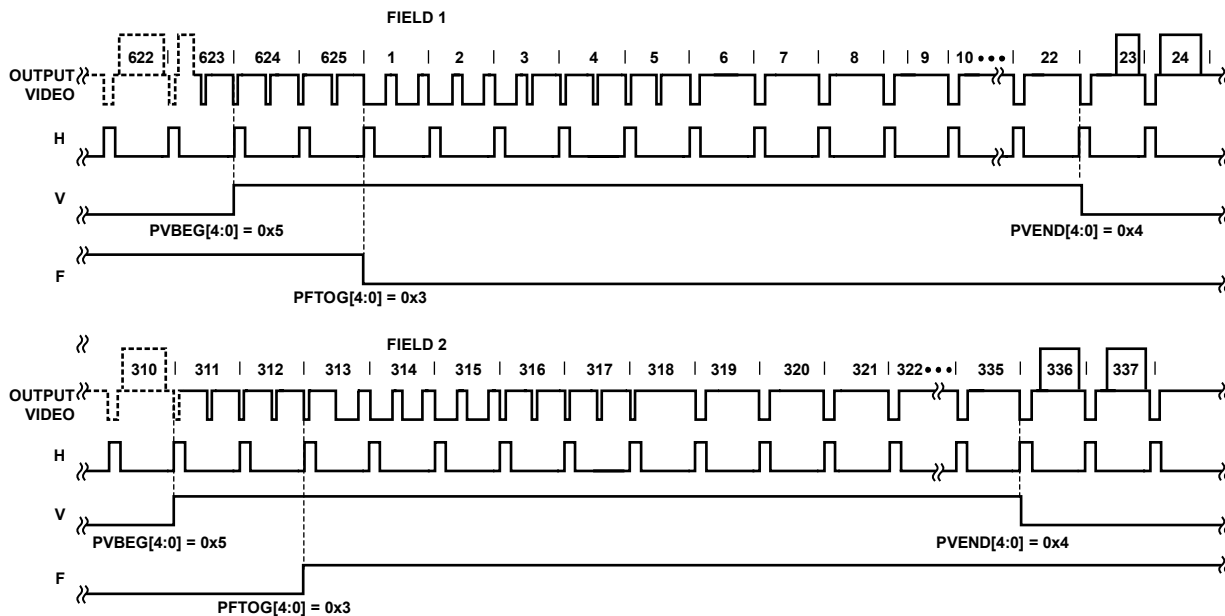 FIELD 1
622 623 624 625 1 2 3 4 5 6 7 8 9 10 ••• 22 23 24
OUTPUT
VIDEO
H
V
PVBEG[4:0] = 0x5 PVEND[4:0] = 0x4
F
PFTOG[4:0] = 0x3
FIELD 2
310 311 312 313 314 315 316 317 318 319 320 321 322 ••• 335 336 337
OUTPUT
VIDEO
H
V
PVBEG[4:0] = 0x5 PVEND[4:0] = 0x4
F
PFTOG[4:0] = 0x3